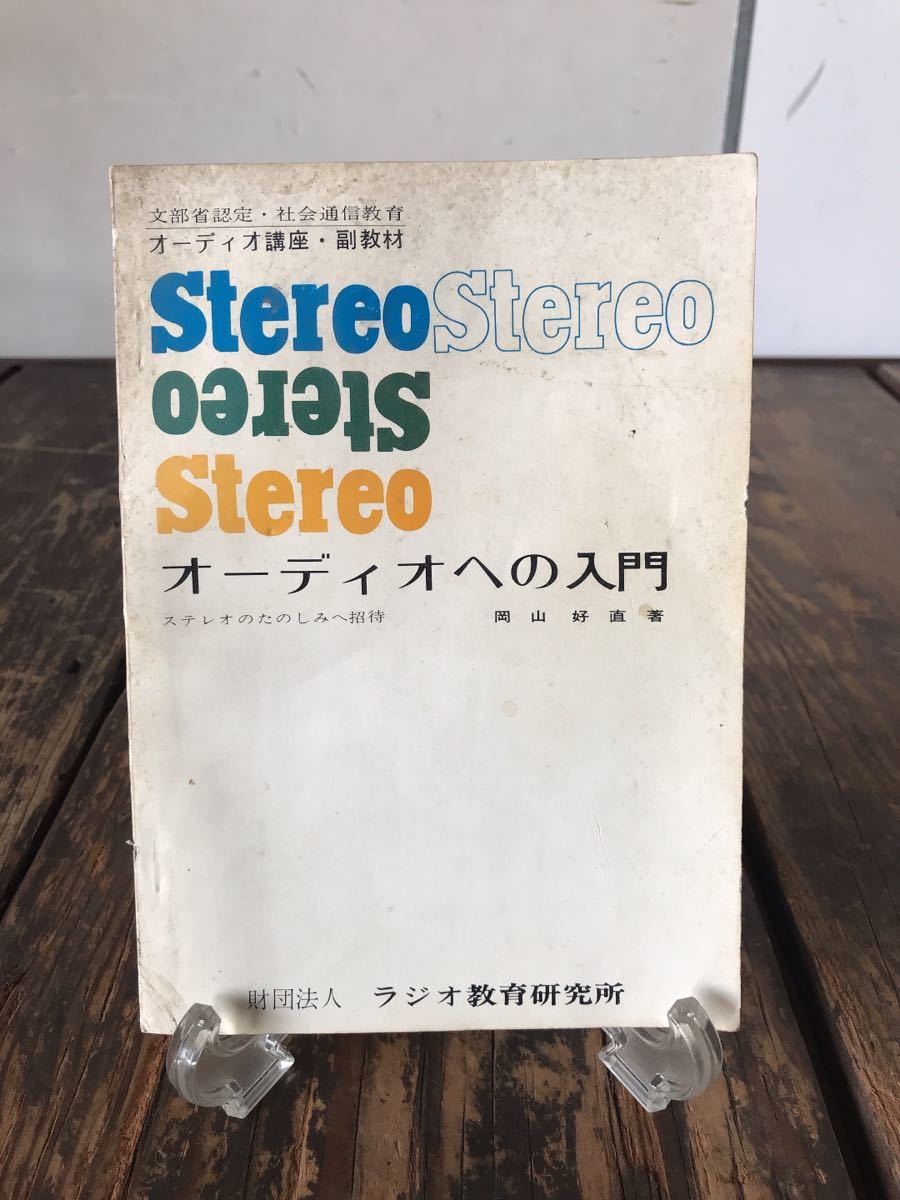 文部省認定・社会通信教育
オーディオ講座・副教材
StereoStereo
Stereo
Stereo
オーディオへの入門
ステレオのたのしみへ招待 岡山好直著
財団法人 ラジオ教育研究所